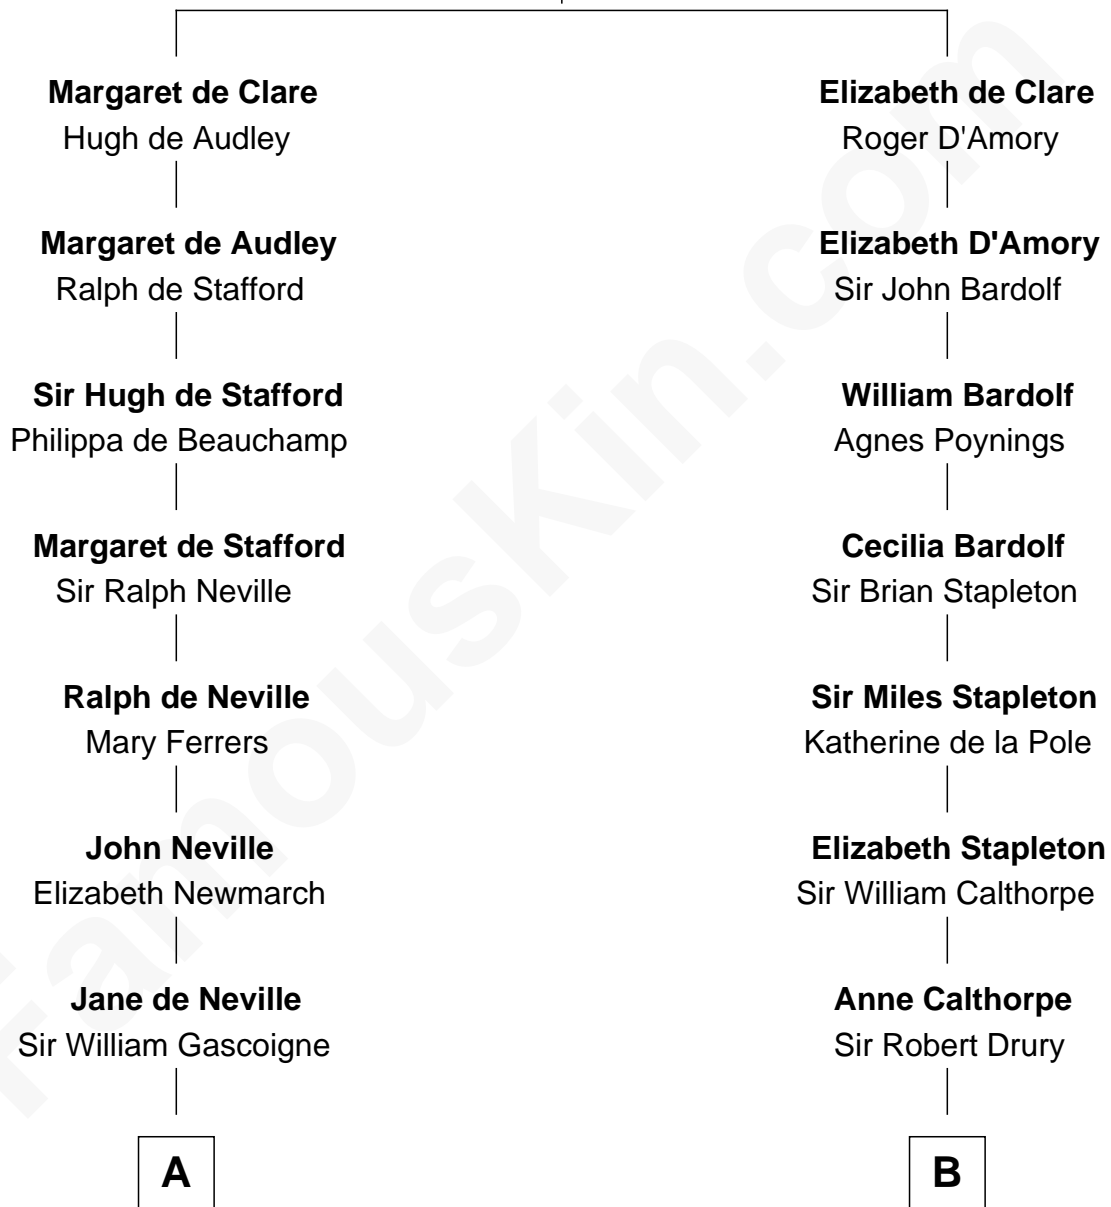 Margaret de Clare
Hugh de Audley
Margaret de Audley
Ralph de Stafford
Sir Hugh de Stafford
Philippa de Beauchamp
Margaret de Stafford
Sir Ralph Neville
Ralph de Neville
Mary Ferrers
John Neville
Elizabeth Newmarch
Jane de Neville
Sir William Gascoigne
A
Elizabeth de Clare
Roger D'Amory
Elizabeth D'Amory
Sir John Bardolf
William Bardolf
Agnes Poynings
Cecilia Bardolf
Sir Brian Stapleton
Sir Miles Stapleton
Katherine de la Pole
Elizabeth Stapleton
Sir William Calthorpe
Anne Calthorpe
Sir Robert Drury
B
FamousKin.com